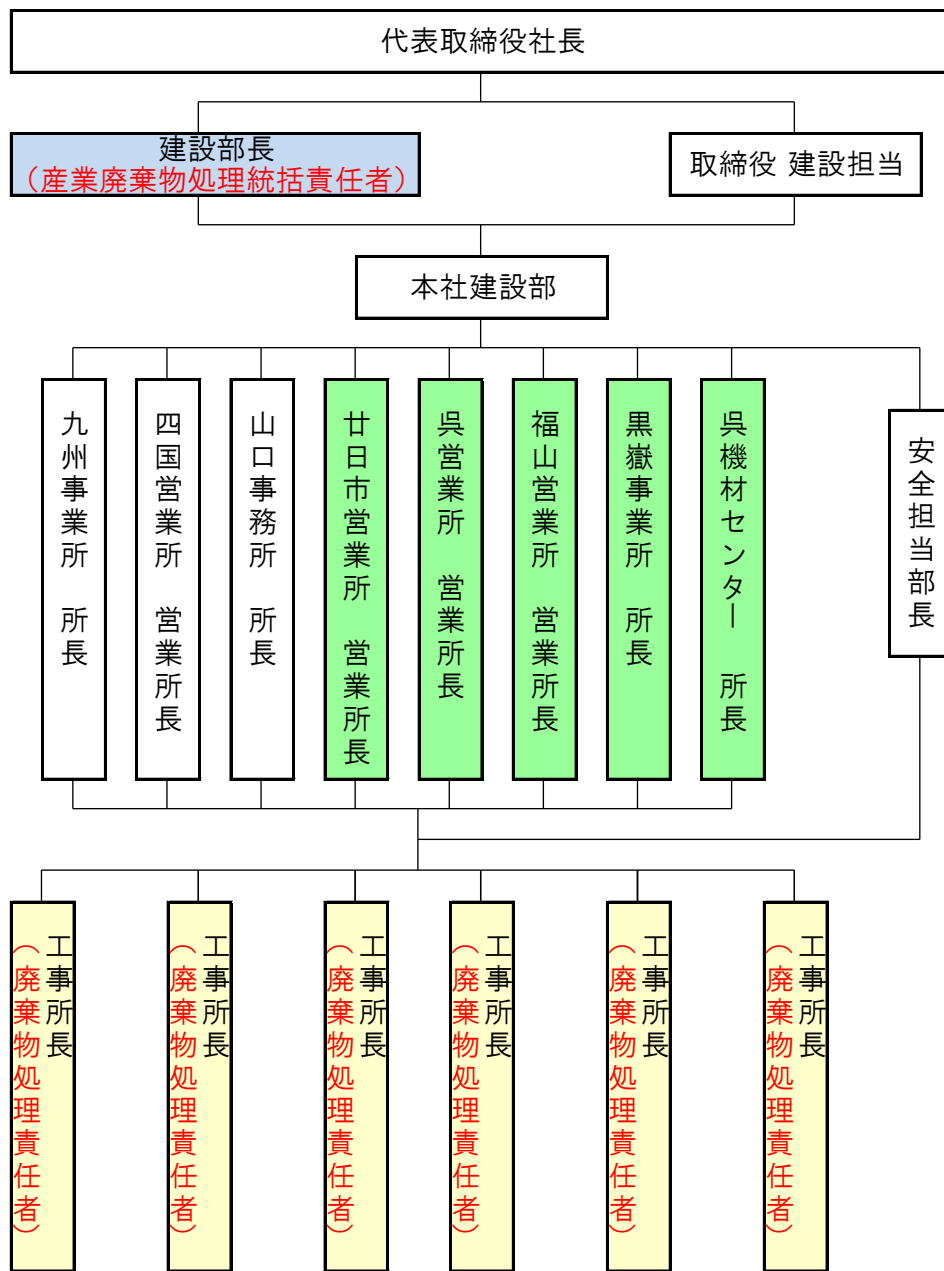 代表取締役社長
建設部長
（産業廃棄物処理統括責任者）
取締役 建設担当
本社建設部
九州事業所　所長
四国営業所　営業所長
山口事務所　所長
廿日市営業所　営業所長
呉営業所　営業所長
福山営業所　営業所長
黒嶽事業所　所長
呉機材センター　所長
安全担当部長
工事所長
（廃棄物処理責任者）
工事所長
（廃棄物処理責任者）
工事所長
（廃棄物処理責任者）
工事所長
（廃棄物処理責任者）
工事所長
（廃棄物処理責任者）
工事所長
（廃棄物処理責任者）